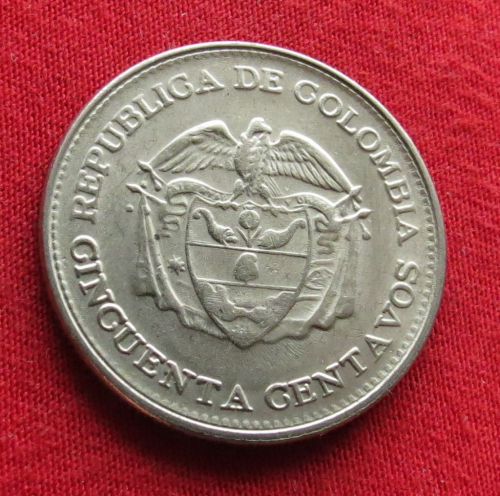 REPUBLICA DE COLOMBIA
CINCUENTA CENTAVOS